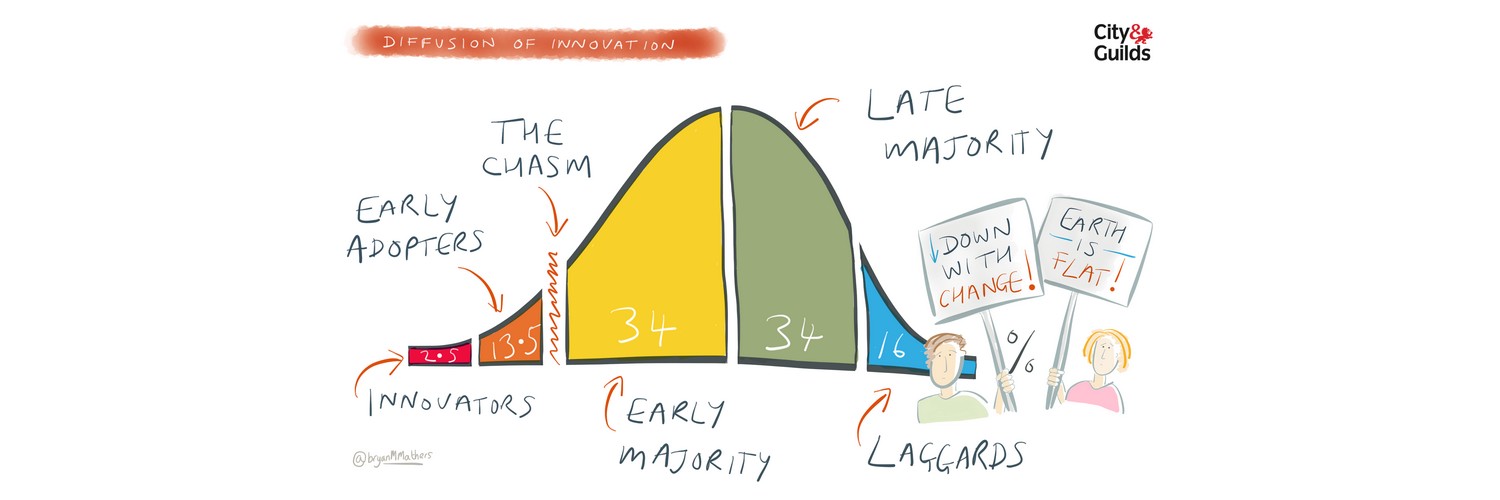 DIFFUSION OF INNOVATION
City&
Guilds
THE
CHASM
LATE
MAJORITY
EARLY
ADOPTERS
DOWN
WITH
CHANGE!
EARTH
IS
FLAT!
2.5
13.5
34
34
16
%
INNOVATORS
EARLY
MAJORITY
LAGGARDS
@bryanMMathers